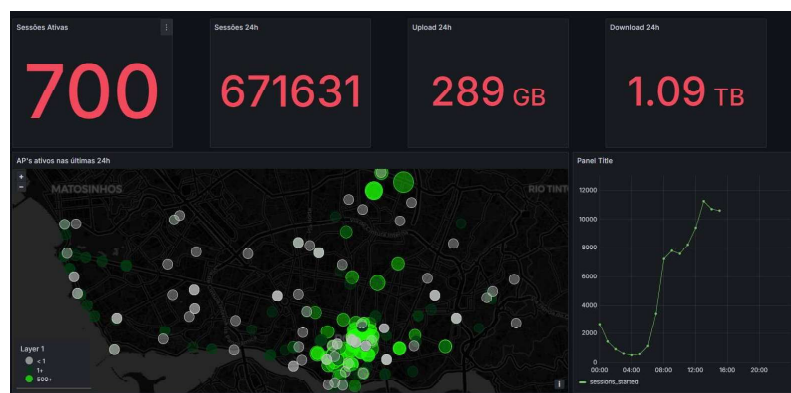 Sessões Ativas
700
Sessões 24h
671631
Upload 24h
289 GB
Download 24h
1.09 TB
AP's ativos nas últimas 24h
+
-
MATOSINHOS
RIO TINTO
Layer 1
< 1
1+
500+
i
Panel Title
12000
10000
8000
6000
4000
2000
0
00:00 04:00 08:00 12:00 16:00 20:00
sessions_started